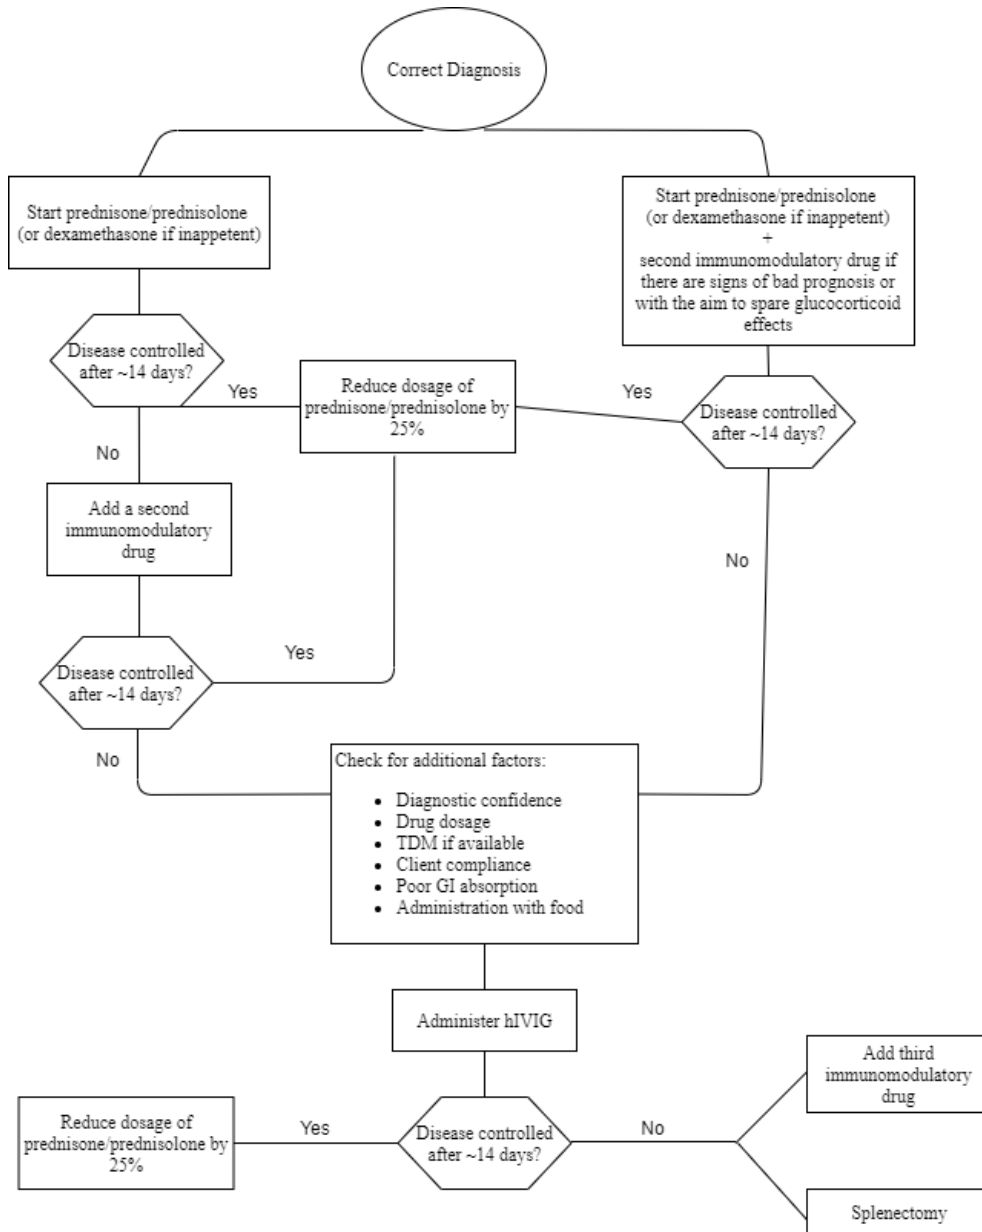 Correct Diagnosis
Start prednisone/prednisolone
(or dexamethasone if inappetent)
Start prednisone/prednisolone
(or dexamethasone if inappetent)
+
second immunomodulatory drug if
there are signs of bad prognosis or
with the aim to spare glucocorticoid
effects
Disease controlled
after ~14 days?
Yes
Reduce dosage of
prednisone/prednisolone by
25%
Yes
Disease controlled
after ~14 days?
No
Add a second
immunomodulatory
drug
No
Disease controlled
after ~14 days?
Yes
No
Check for additional factors:
• Diagnostic confidence
• Drug dosage
• TDM if available
• Client compliance
• Poor GI absorption
• Administration with food
Administer hIVIG
Disease controlled
after ~14 days?
Yes
Reduce dosage of
prednisone/prednisolone by
25%
No
Add third
immunomodulatory
drug
Splenectomy